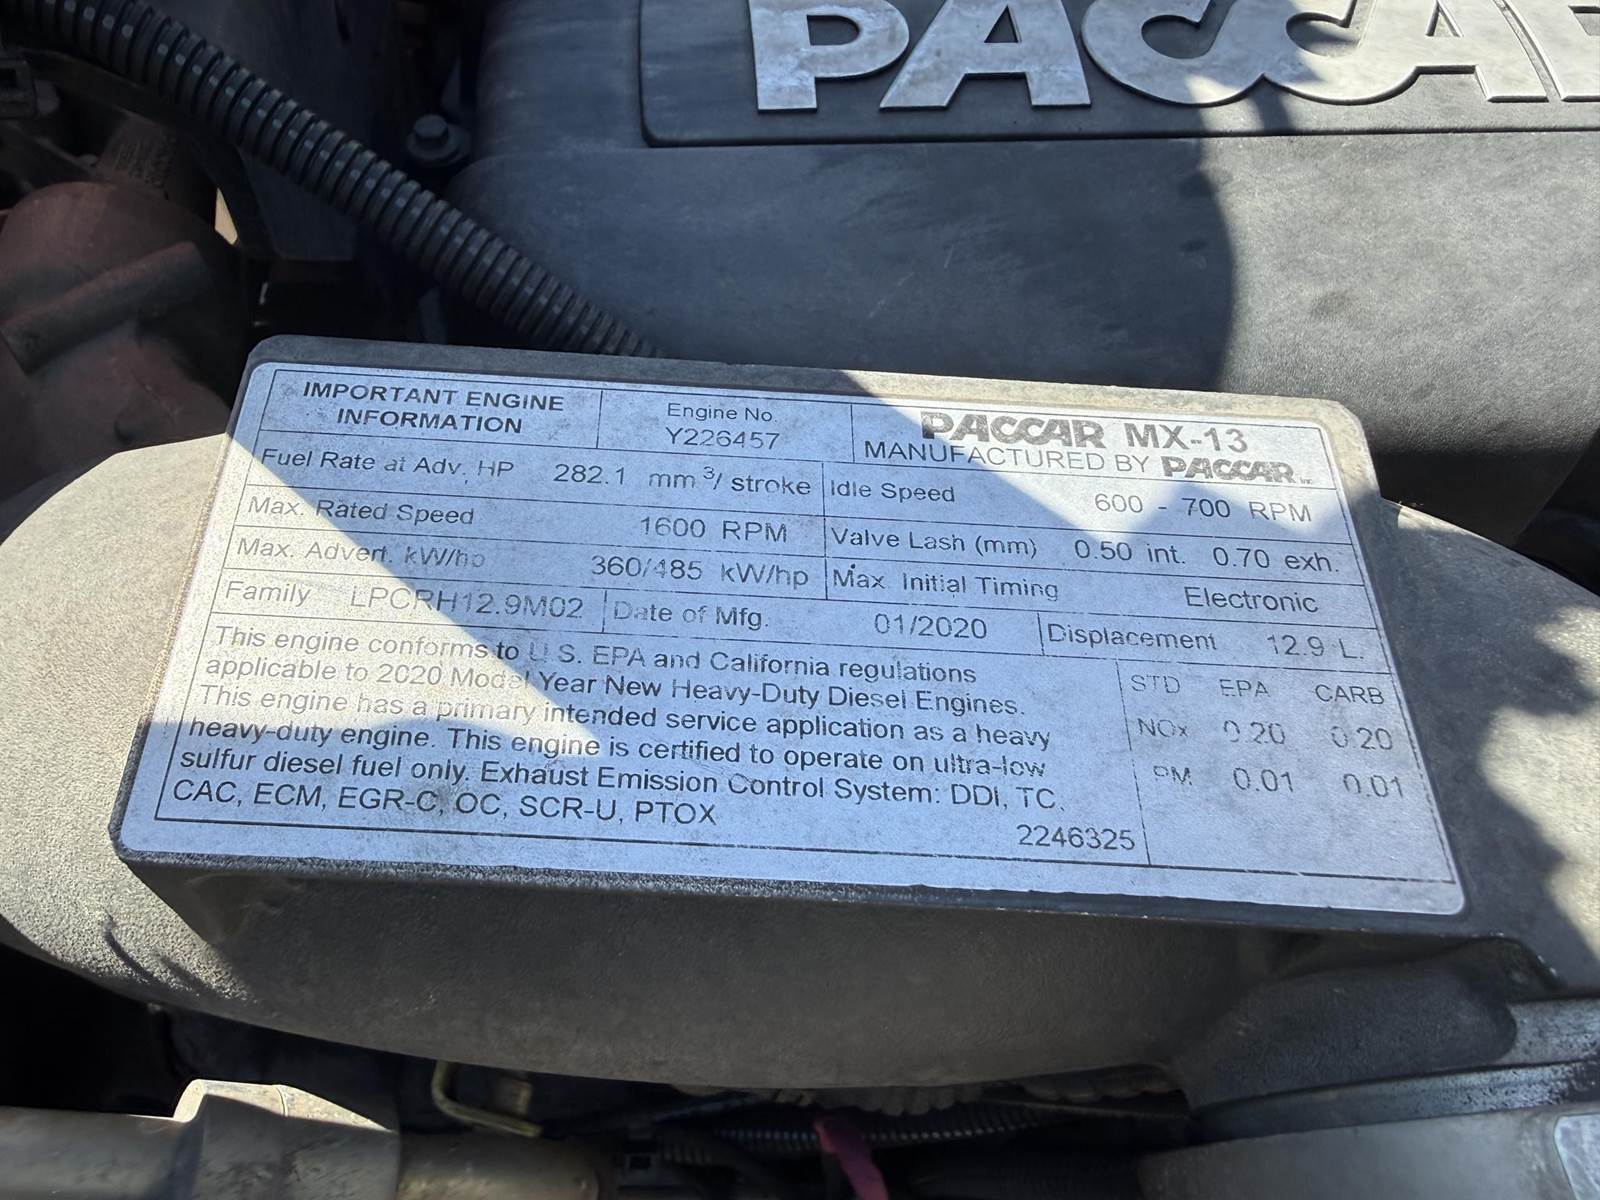 PACCAR
IMPORTANT ENGINE
INFORMATION
Engine No.
Y226457
PACCAR MX-13
MANUFACTURED BY PACCAR INC
Fuel Rate at Adv. HP 282.1 mm3/ stroke
Idle Speed 600 - 700 RPM
Max. Rated Speed 1600 RPM
Valve Lash (mm) 0.50 int. 0.70 exh.
Max. Advert. kW/hp 360/485 kW/hp
Max. Initial Timing Electronic
Family LPCRH12.9M02
Date of Mfg. 01/2020
Displacement 12.9 L.
This engine conforms to U.S. EPA and California regulations
applicable to 2020 Model Year New Heavy-Duty Diesel Engines.
This engine has a primary intended service application as a heavy
heavy-duty engine. This engine is certified to operate on ultra-low
sulfur diesel fuel only. Exhaust Emission Control System: DDI, TC,
CAC, ECM, EGR-C, OC, SCR-U, PTOX
2246325
STD EPA CARB
NOx 0.20 0.20
PM 0.01 0.01